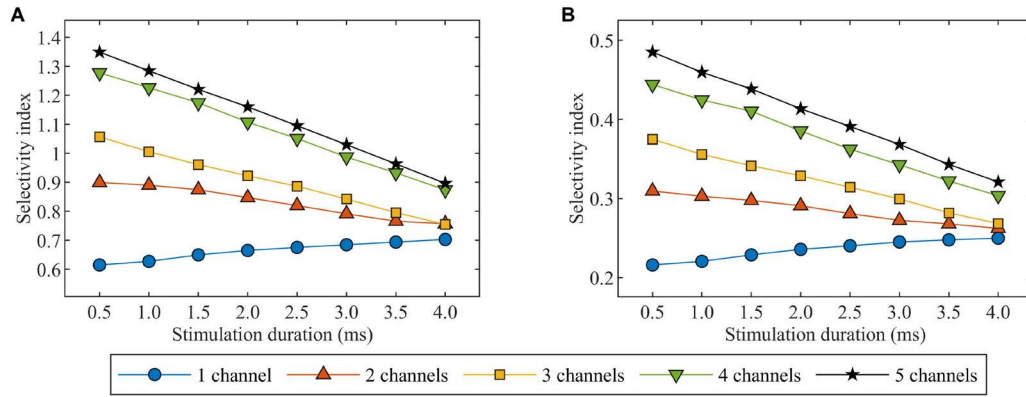 A
Selectivity index
1.4
1.3
1.2
1.1
1
0.9
0.8
0.7
0.6
0.5 1.0 1.5 2.0 2.5 3.0 3.5 4.0
Stimulation duration (ms)
B
Selectivity index
0.5
0.4
0.3
0.2
0.5 1.0 1.5 2.0 2.5 3.0 3.5 4.0
Stimulation duration (ms)
1 channel 2 channels 3 channels 4 channels 5 channels